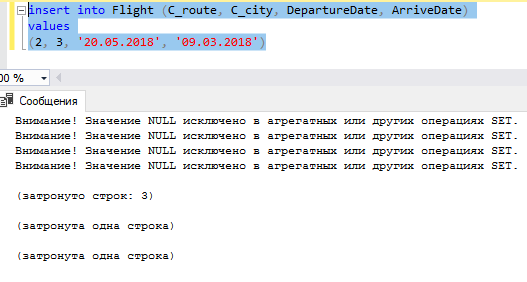 insert into Flight (C_route, C_city, DepartureDate, ArriveDate)
values
(2, 3, '20.05.2018', '09.03.2018')
00 %
Сообщения
Внимание! Значение NULL исключено в агрегатных или других операциях SET.
Внимание! Значение NULL исключено в агрегатных или других операциях SET.
Внимание! Значение NULL исключено в агрегатных или других операциях SET.
Внимание! Значение NULL исключено в агрегатных или других операциях SET.
(затронуто строк: 3)
(затронута одна строка)
(затронута одна строка)